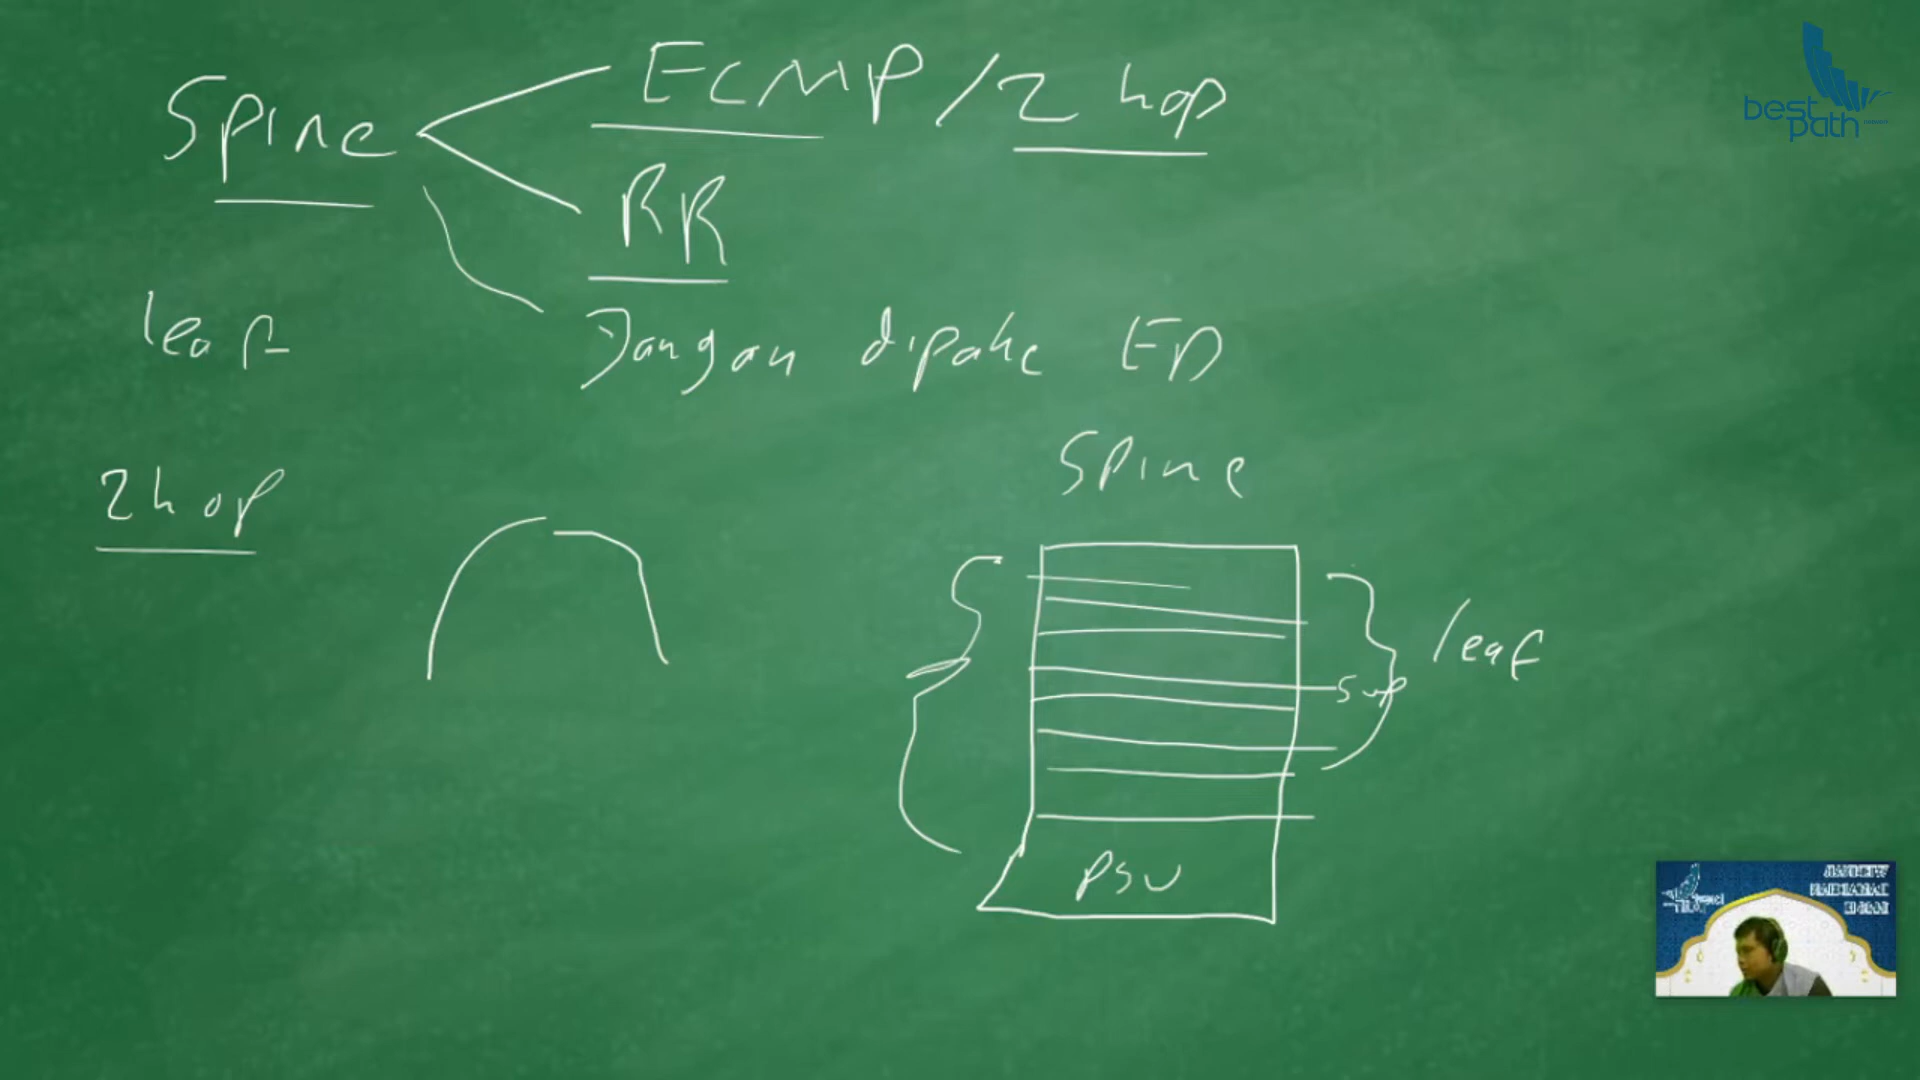 Spine
ECMP / 2 hop
RR
Jangan dipake ED
leaf
2 hop
Spine
leaf
sup
PSU
best
path